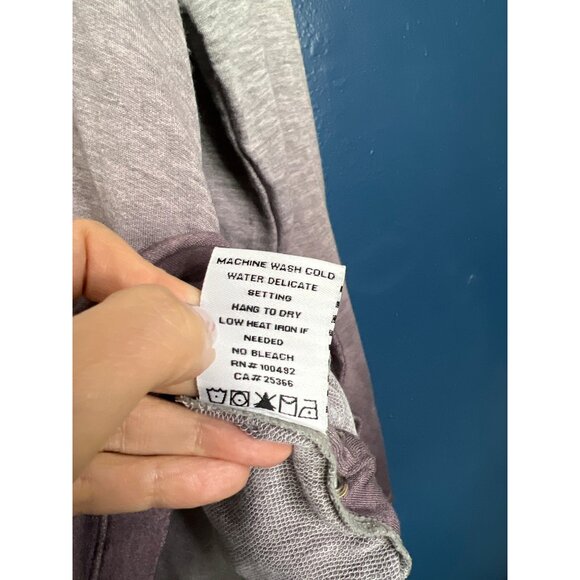 MACHINE WASH COLD
WATER DELICATE
SETTING
HANG TO DRY
LOW HEAT IRON IF
NEEDED
NO BLEACH
RN# 100492
CA# 25366